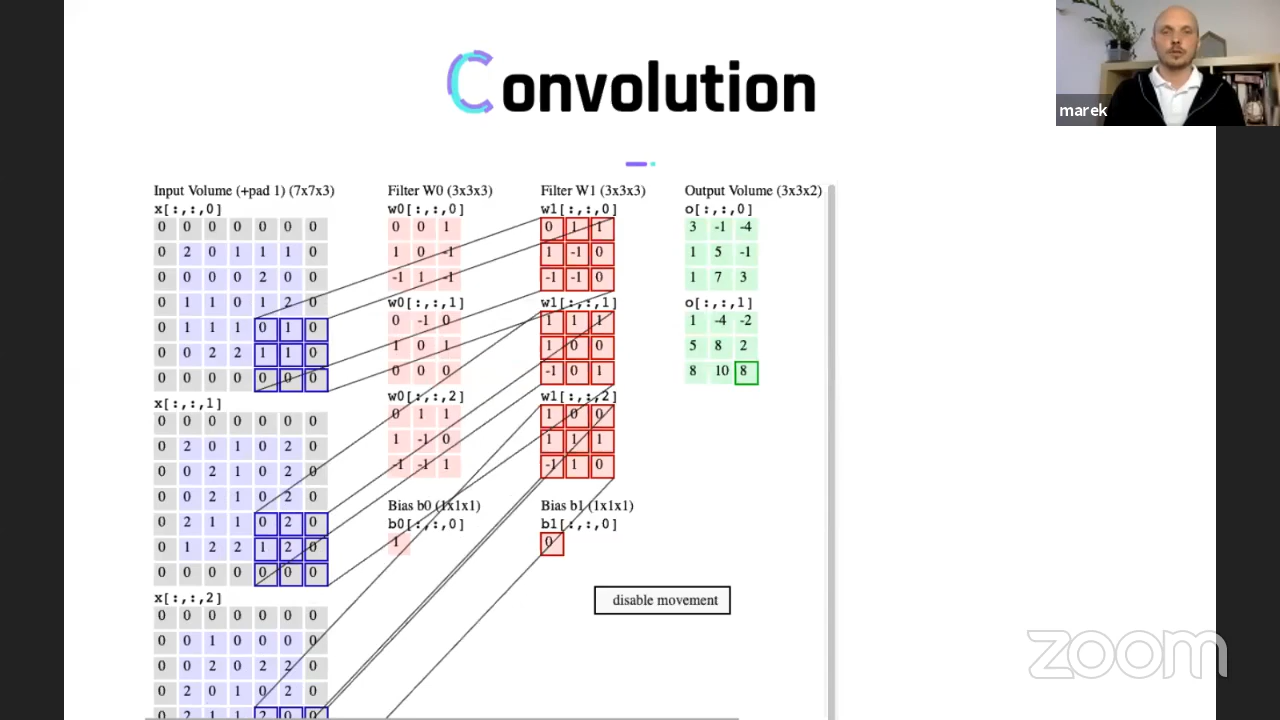 Convolution
marek
Input Volume (+pad 1) (7x7x3)
x[:,:,0]
0 0 0 0 0 0 0
0 2 0 1 1 1 0
0 0 0 0 2 0 0
0 1 1 0 1 2 0
0 1 1 1 0 1 0
0 0 2 2 1 1 0
0 0 0 0 0 0 0
x[:,:,1]
0 0 0 0 0 0 0
0 2 0 1 0 2 0
0 0 2 1 0 2 0
0 0 2 1 0 2 0
0 2 1 1 0 2 0
0 1 2 2 1 2 0
0 0 0 0 0 0 0
x[:,:,2]
0 0 0 0 0 0 0
0 0 1 0 0 0 0
0 0 2 0 2 2 0
0 2 0 1 0 2 0
0 2 1 1 2 0 0
Filter W0 (3x3x3)
w0[:,:,0]
0 0 1
1 0 -1
-1 1 -1
w0[:,:,1]
0 -1 0
1 0 1
0 0 0
w0[:,:,2]
0 1 1
1 -1 0
-1 -1 1
Bias b0 (1x1x1)
b0[:,:,0]
1
Filter W1 (3x3x3)
w1[:,:,0]
0 1 1
1 -1 0
-1 -1 0
w1[:,:,1]
1 1 1
1 0 0
-1 0 1
w1[:,:,2]
1 0 0
1 1 1
-1 1 0
Bias b1 (1x1x1)
b1[:,:,0]
0
Output Volume (3x3x2)
o[:,:,0]
3 -1 -4
1 5 -1
1 7 3
o[:,:,1]
1 -4 -2
5 8 2
8 10 8
disable movement
zoom